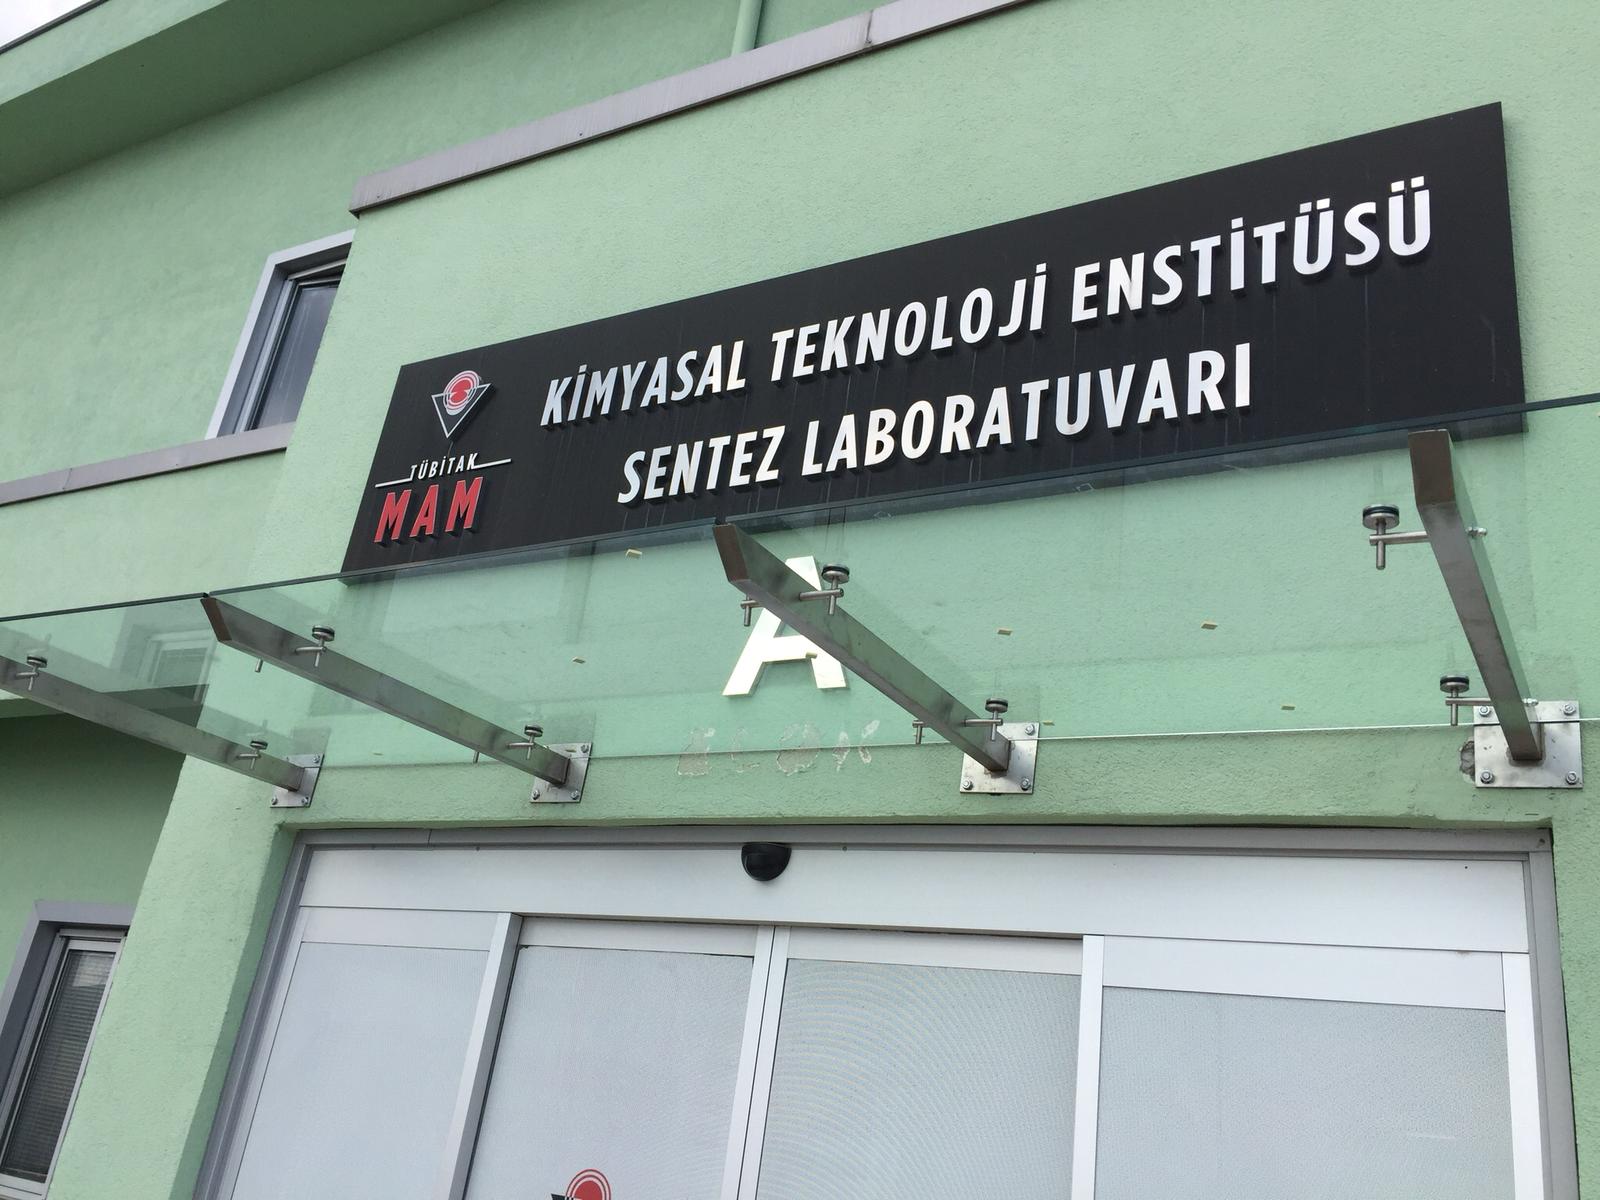 KİMYASAL TEKNOLOJİ ENSTİTÜSÜ
SENTEZ LABORATUVARI
TÜBİTAK
MAM
A